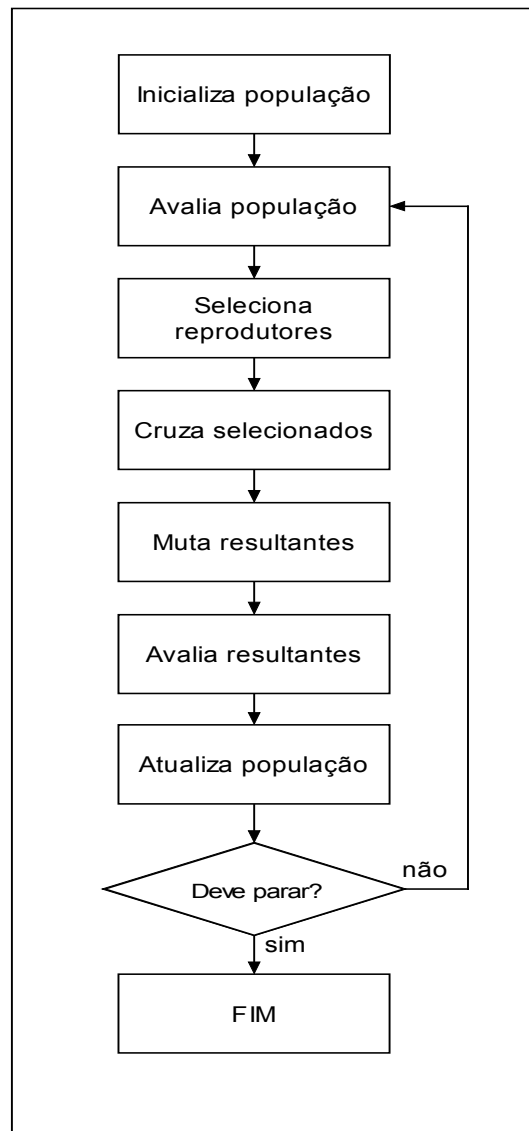 Inicializa população
Avalia população
Seleciona
reprodutores
Cruza selecionados
Muta resultantes
Avalia resultantes
Atualiza população
não
Deve parar?
sim
FIM